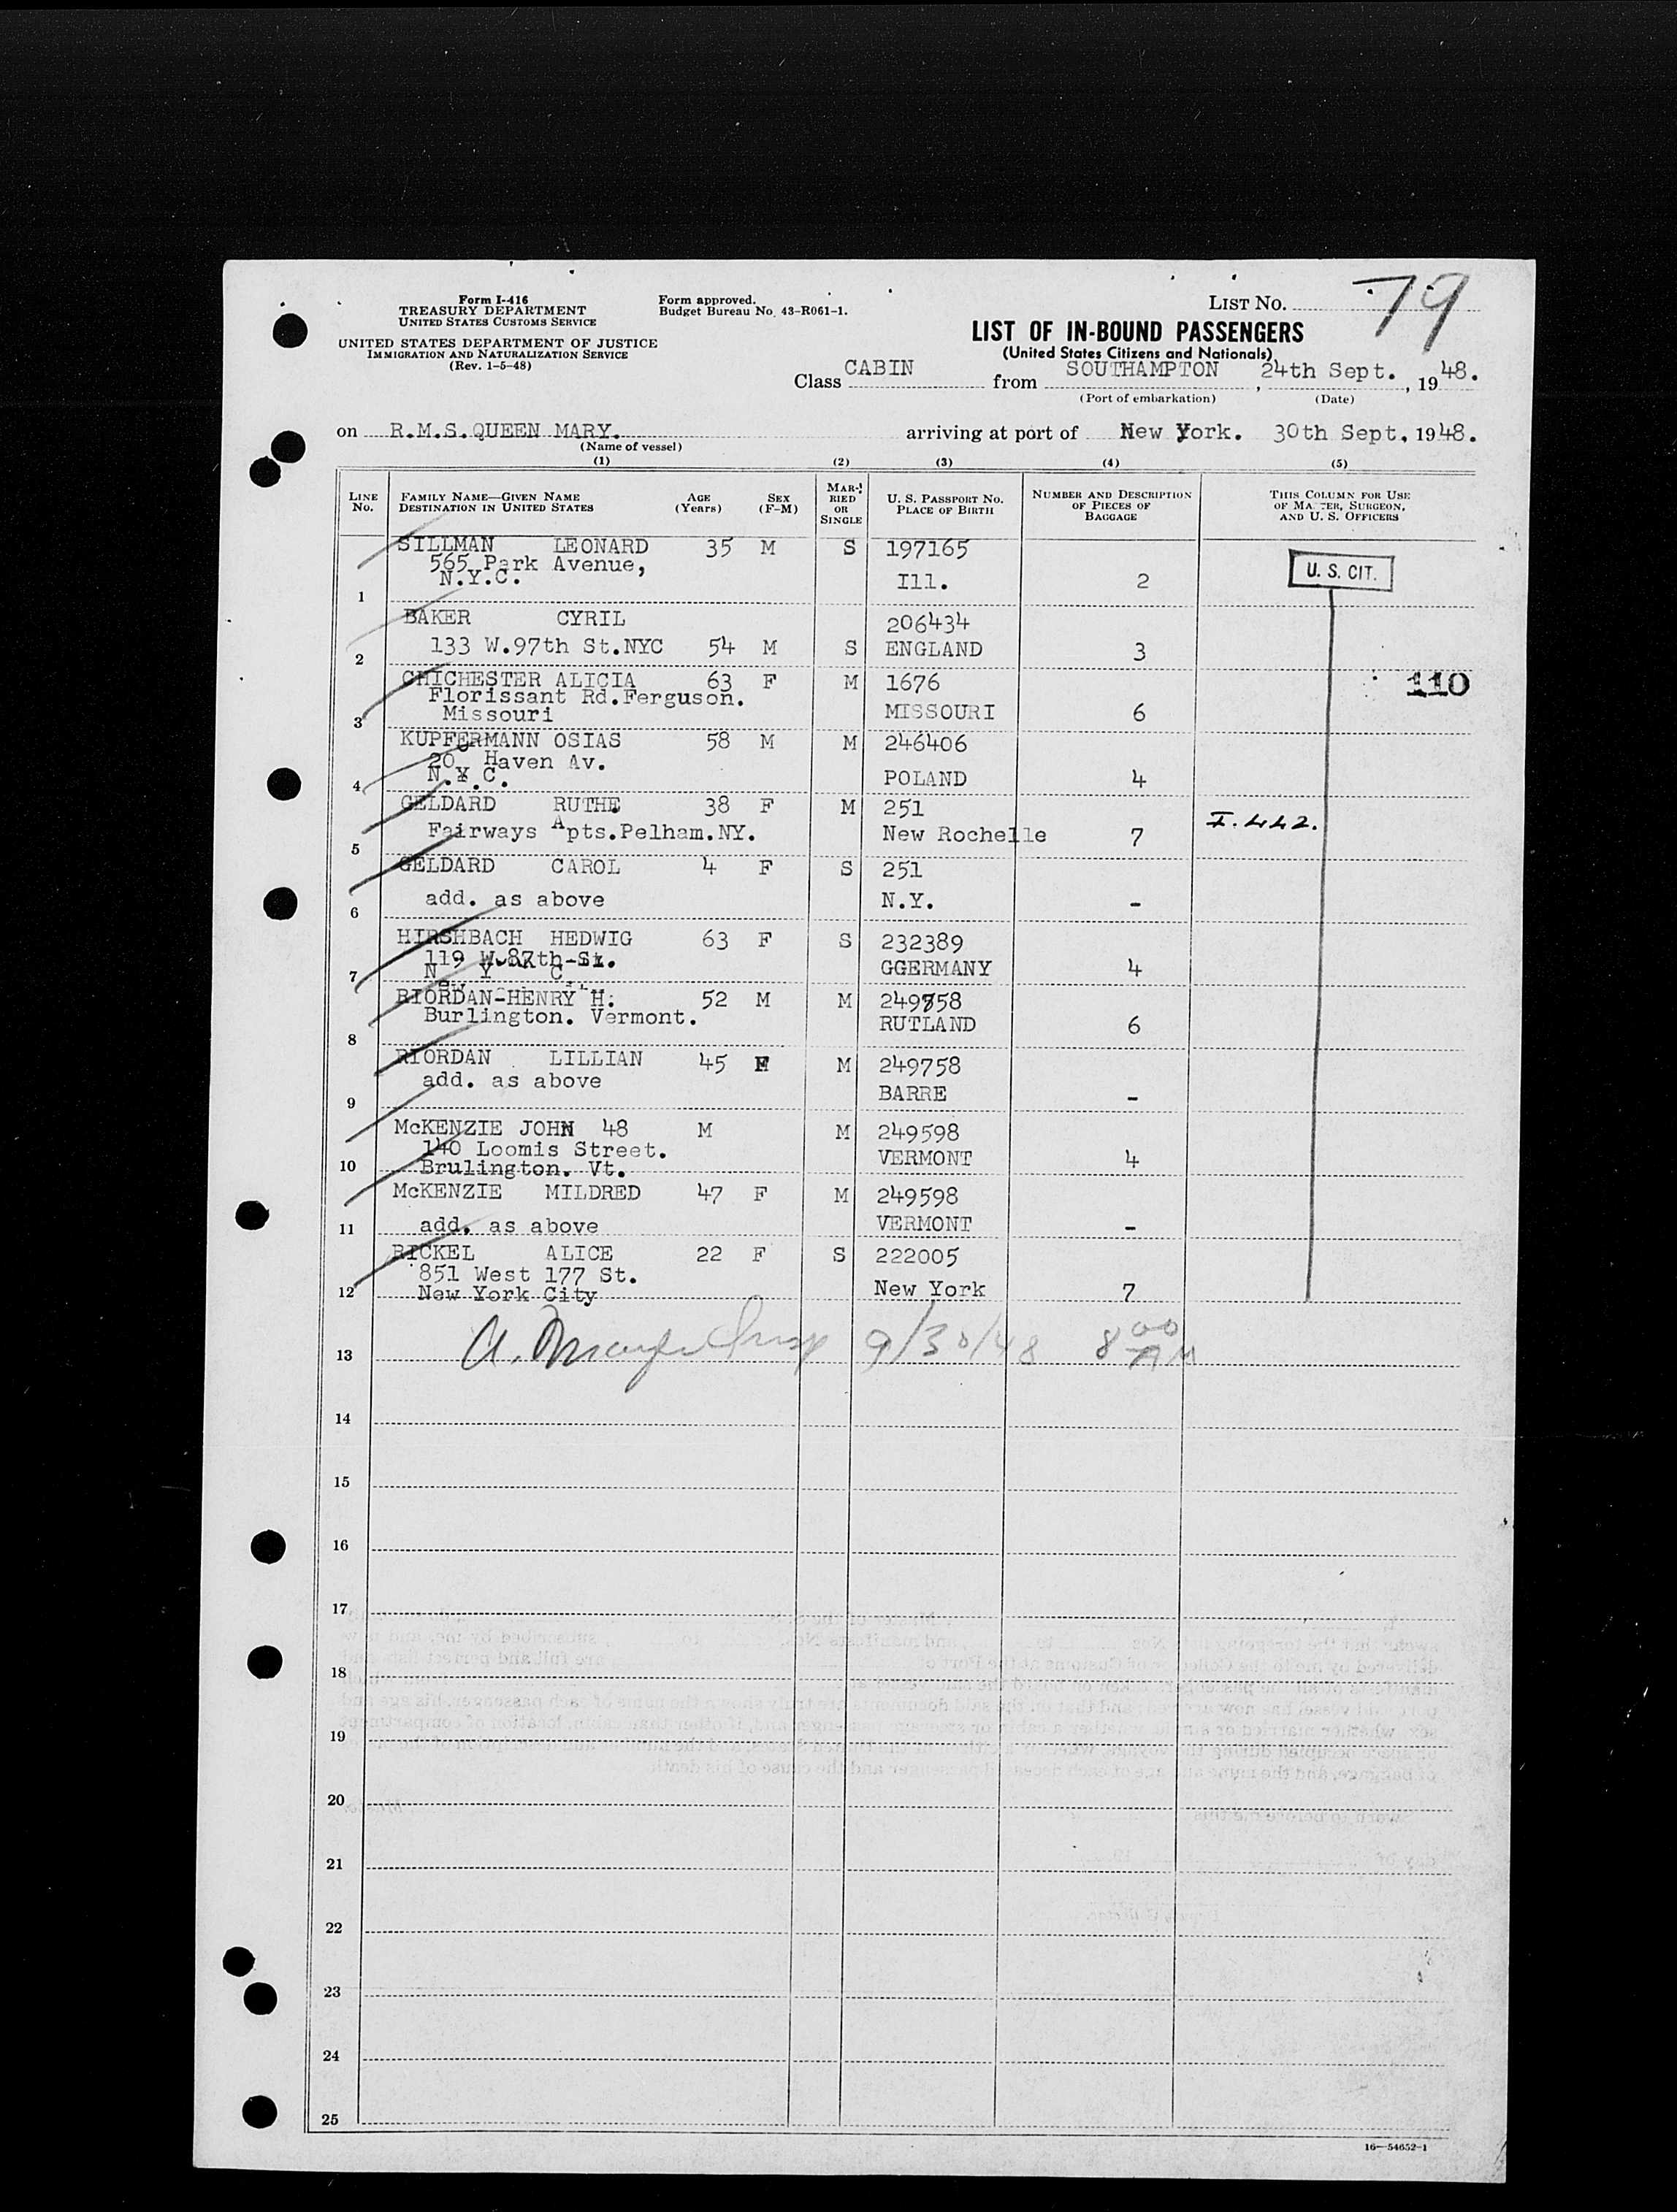 Form I-416
TREASURY DEPARTMENT
UNITED STATES CUSTOMS SERVICE
UNITED STATES DEPARTMENT OF JUSTICE
IMMIGRATION AND NATURALIZATION SERVICE
(Rev. 1-5-48)
Form approved.
Budget Bureau No. 43-R061-1.
LIST NO. 79
LIST OF IN-BOUND PASSENGERS
(United States Citizens and Nationals)
Class CABIN from SOUTHAMPTON, 24th Sept., 1948.
(Port of embarkation) (Date)
on R.M.S.QUEEN MARY. arriving at port of New York. 30th Sept. 1948.
(Name of vessel)
(1) (2) (3) (4) (5)
LINE No. FAMILY NAME—GIVEN NAME DESTINATION IN UNITED STATES AGE (Years) SEX (F-M) MARRIED OR SINGLE U. S. PASSPORT NO. PLACE OF BIRTH NUMBER AND DESCRIPTION OF PIECES OF BAGGAGE THIS COLUMN FOR USE OF MASTER, SURGEON, AND U. S. OFFICERS
SILLMAN LEONARD 35 M S 197165
565 Park Avenue,
N.Y.C. Ill. 2 U. S. CIT.
1
BAKER CYRIL 206434
133 W.97th St.NYC 54 M S ENGLAND 3
2
CHICHESTER ALICIA 63 F M 1676 110
Florissant Rd.Ferguson.
Missouri MISSOURI 6
3
KUPFERMANN OSIAS 58 M M 246406
20 Haven Av.
N.Y.C. POLAND 4
4
GELDARD RUTHE 38 F M 251
Fairways Apts.Pelham.NY. New Rochelle 7 I.442.
5
GELDARD CAROL 4 F S 251
add. as above N.Y. -
6
HIRSHBACH HEDWIG 63 F S 232389
119 W.87th St. GGERMANY 4
N Y C
7
RIORDAN-HENRY H. 52 M M 249858
Burlington. Vermont. RUTLAND 6
8
RIORDAN LILLIAN 45 F M 249758
add. as above BARRE -
9
McKENZIE JOHN 48 M M 249598
140 Loomis Street. VERMONT 4
10 Brulington. Vt.
McKENZIE MILDRED 47 F M 249598
11 add. as above VERMONT -
RICKEL ALICE 22 F S 222005
851 West 177 St.
12 New York City New York 7
13 9/30/48 8 00 AM
14
15
16
17
18
19
20
21
22
23
24
25
16—54652-1